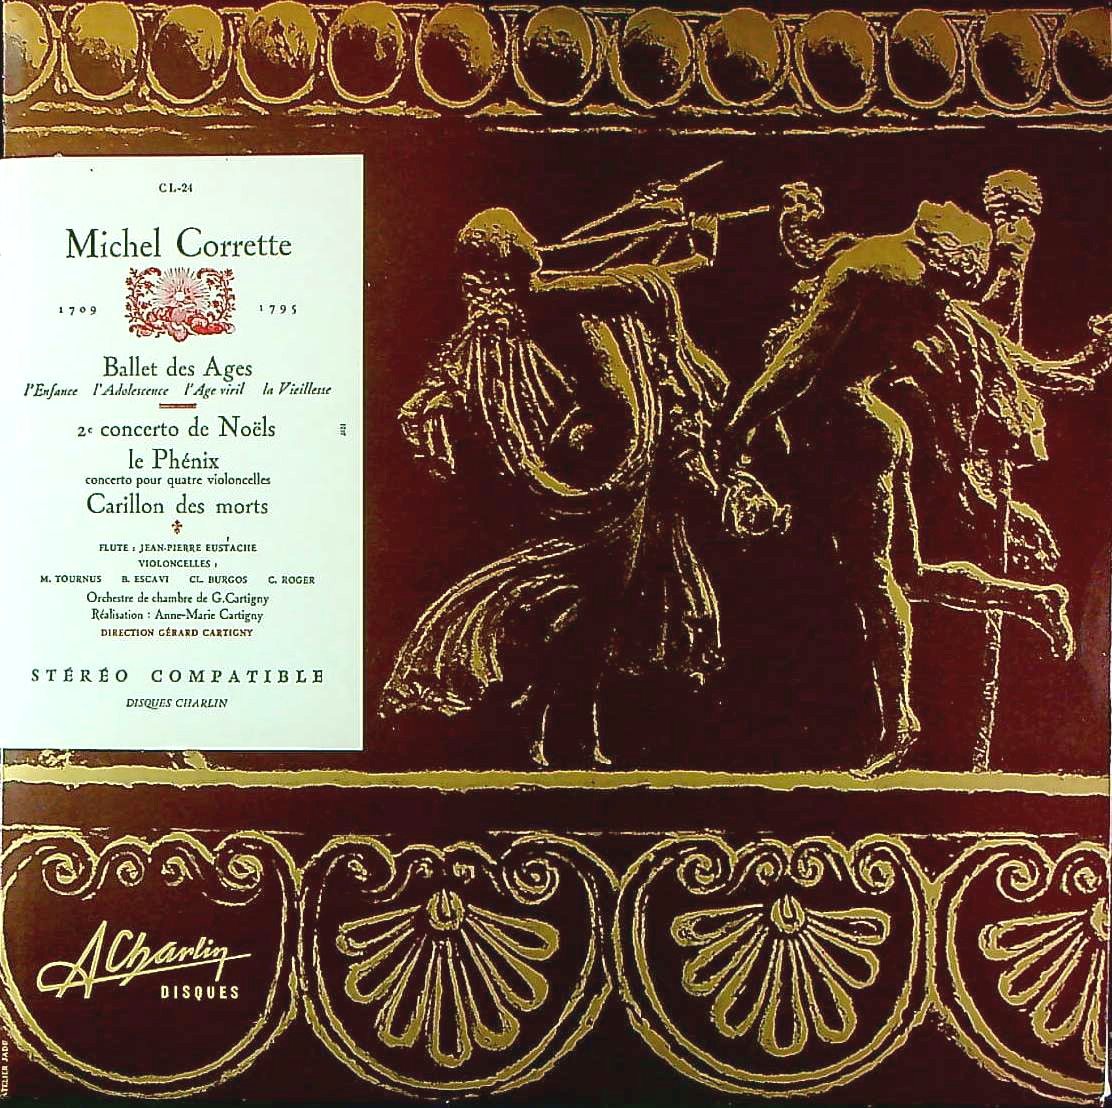 CL-24
Michel Corrette
1709 1795
Ballet des Ages
l'Enfance l'Adolescence l'Age viril la Vieillesse
2e concerto de Noëls
le Phénix
concerto pour quatre violoncelles
Carillon des morts
FLUTE : JEAN-PIERRE EUSTACHE
VIOLONCELLES :
M. TOURNUS B. ESCAVI CL. BURGOS C. ROGER
Orchestre de chambre de G.Cartigny
Réalisation : Anne-Marie Cartigny
DIRECTION GÉRARD CARTIGNY
STÉRÉO COMPATIBLE
DISQUES CHARLIN
ACharlin
DISQUES